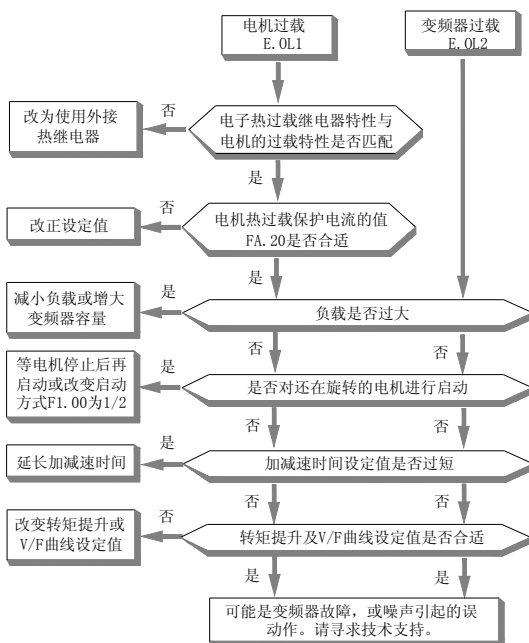 电机过载
E.OL1
变频器过载
E.OL2
改为使用外接
热继电器
否
电子热过载继电器特性与
电机的过载特性是否匹配
是
改正设定值
否
电机热过载保护电流的值
FA.20是否合适
是
减小负载或增大
变频器容量
是
负载是否过大
否
否
等电机停止后再
启动或改变启动
方式F1.00为1/2
是
是否对还在旋转的电机进行启动
否
否
延长加减速时间
是
加减速时间设定值是否过短
否
否
改变转矩提升或
V/F曲线设定值
否
转矩提升及V/F曲线设定值是否合适
是
是
可能是变频器故障，或噪声引起的误
动作。请寻求技术支持。